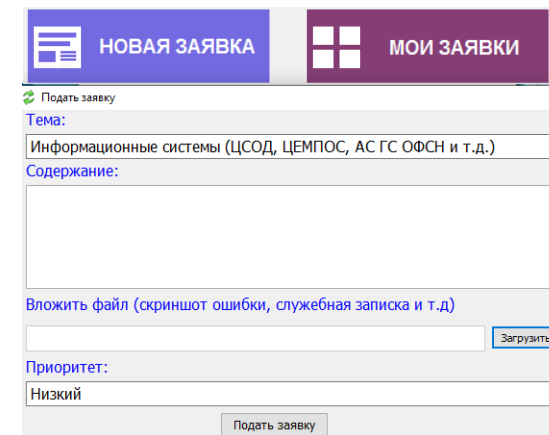 НОВАЯ ЗАЯВКА
МОИ ЗАЯВКИ
Подать заявку
Тема:
Информационные системы (ЦСОД, ЦЕМПОС, АС ГС ОФСН и т.д.)
Содержание:
Вложить файл (скриншот ошибки, служебная записка и т.д)
Загрузить
Приоритет:
Низкий
Подать заявку